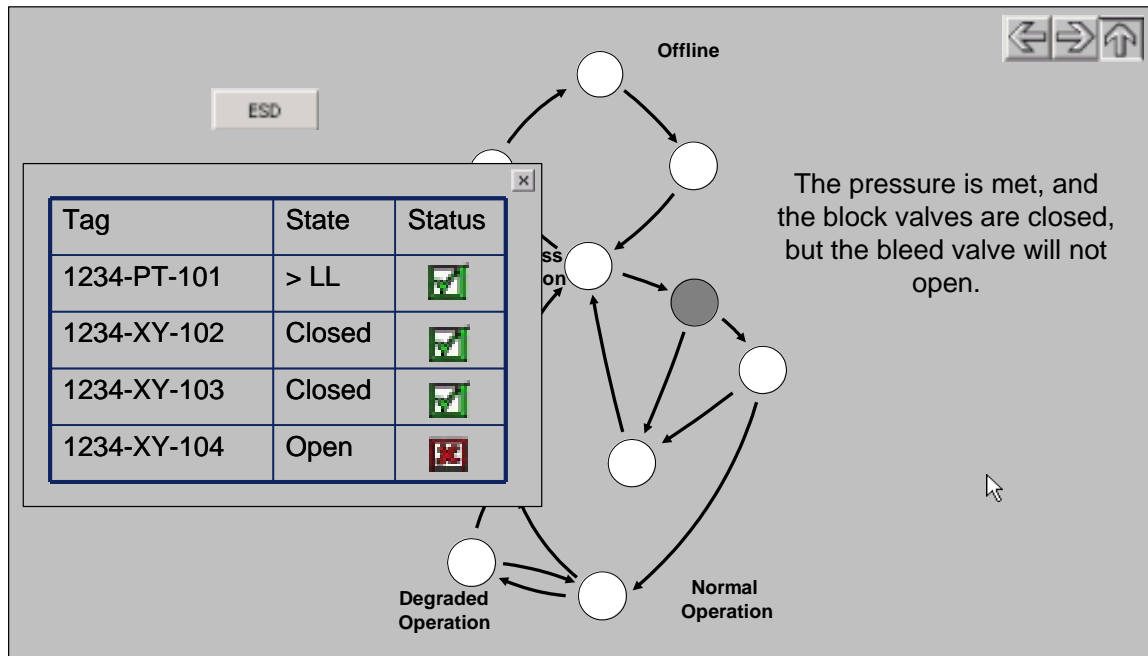 Offline
ESD
The pressure is met, and
the block valves are closed,
but the bleed valve will not
open.
Tag State Status
1234-PT-101 > LL
1234-XY-102 Closed
1234-XY-103 Closed
1234-XY-104 Open
ss
on
Degraded
Operation
Normal
Operation